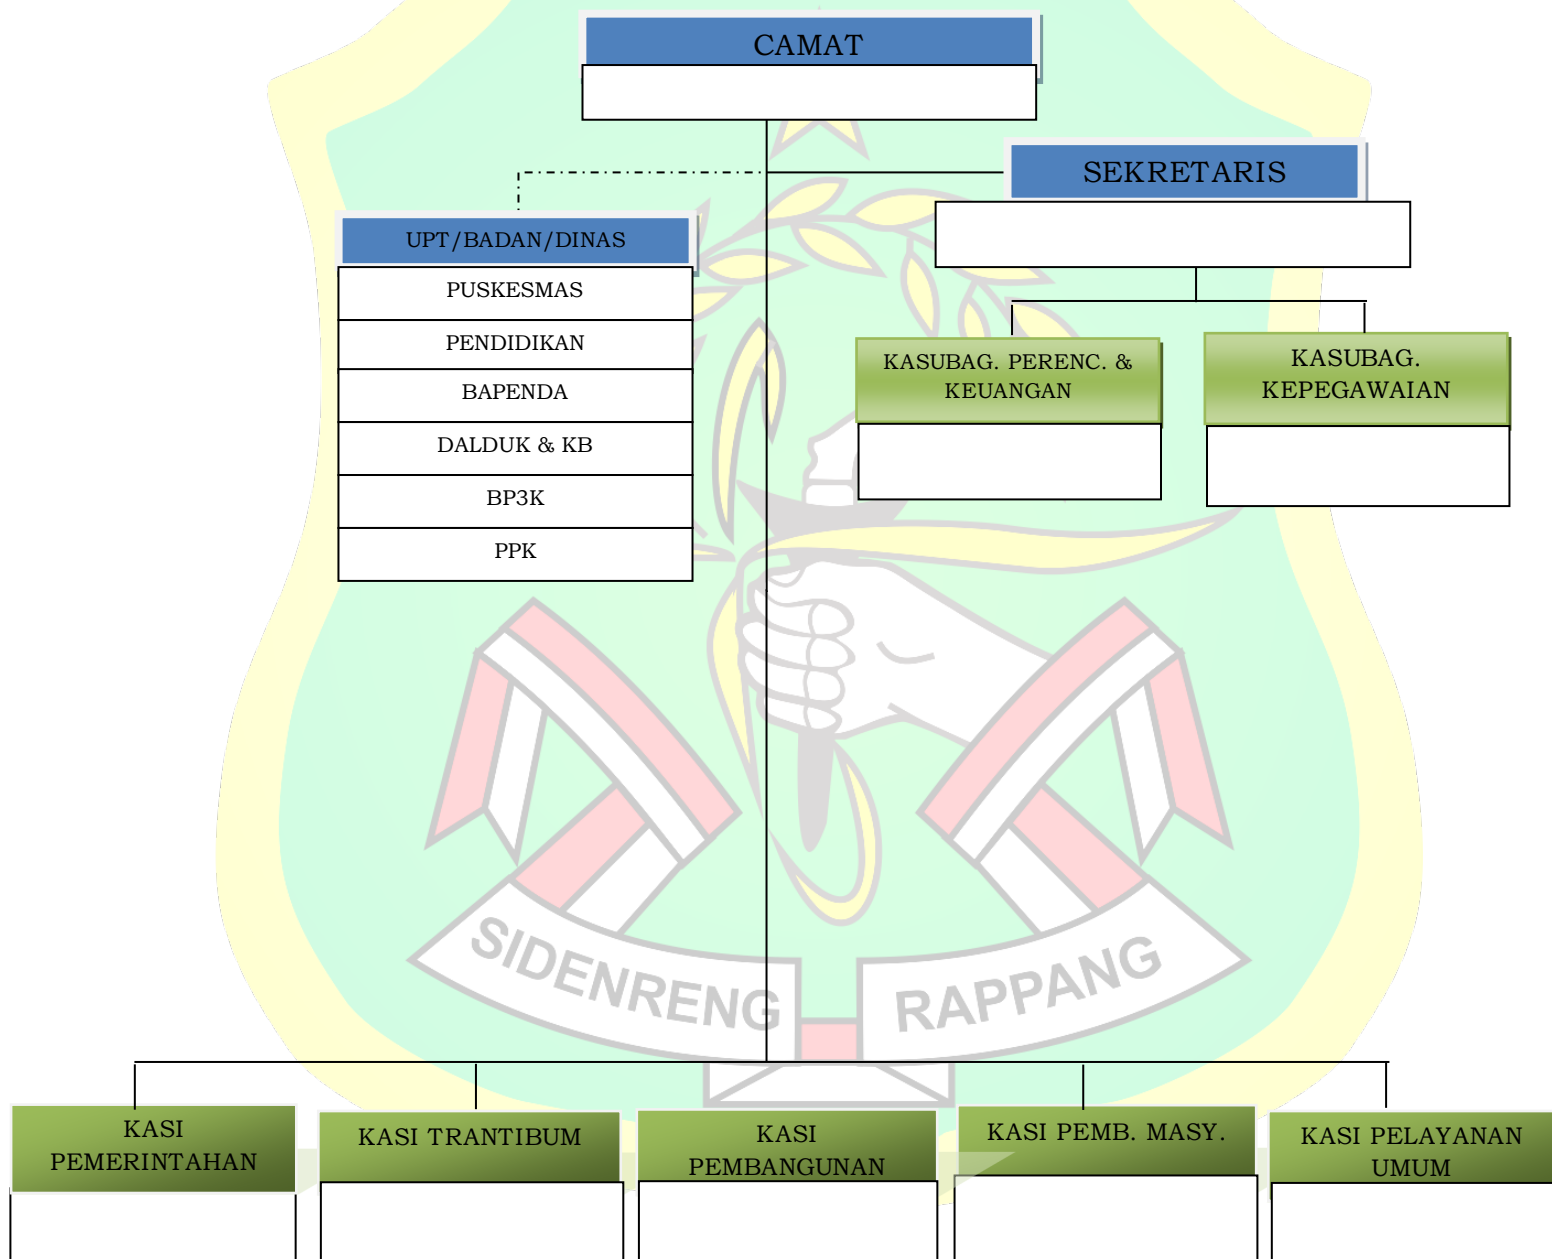 CAMAT
SEKRETARIS
UPT/BADAN/DINAS
PUSKESMAS
PENDIDIKAN
BAPENDA
DALDUK & KB
BP3K
PPK
KASUBAG. PERENC. &
KEUANGAN
KASUBAG.
KEPEGAWAIAN
SIDENRENG RAPPANG
KASI
PEMERINTAHAN
KASI TRANTIBUM
KASI
PEMBANGUNAN
KASI PEMB. MASY.
KASI PELAYANAN
UMUM